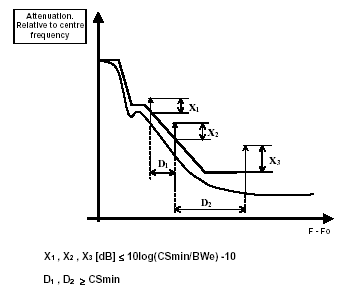 Attenuation.
Relative to centre
frequency
X1
X2
X3
D1
D2
F - Fo
X1 , X2 , X3 [dB] ≤ 10log(CSmin/BWe) -10
D1 , D2 ≥ CSmin